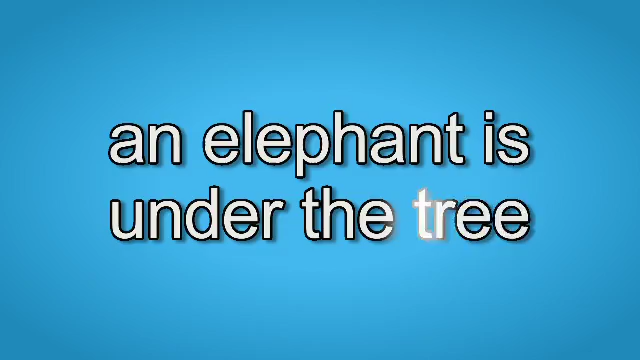 an elephant is
under the tree